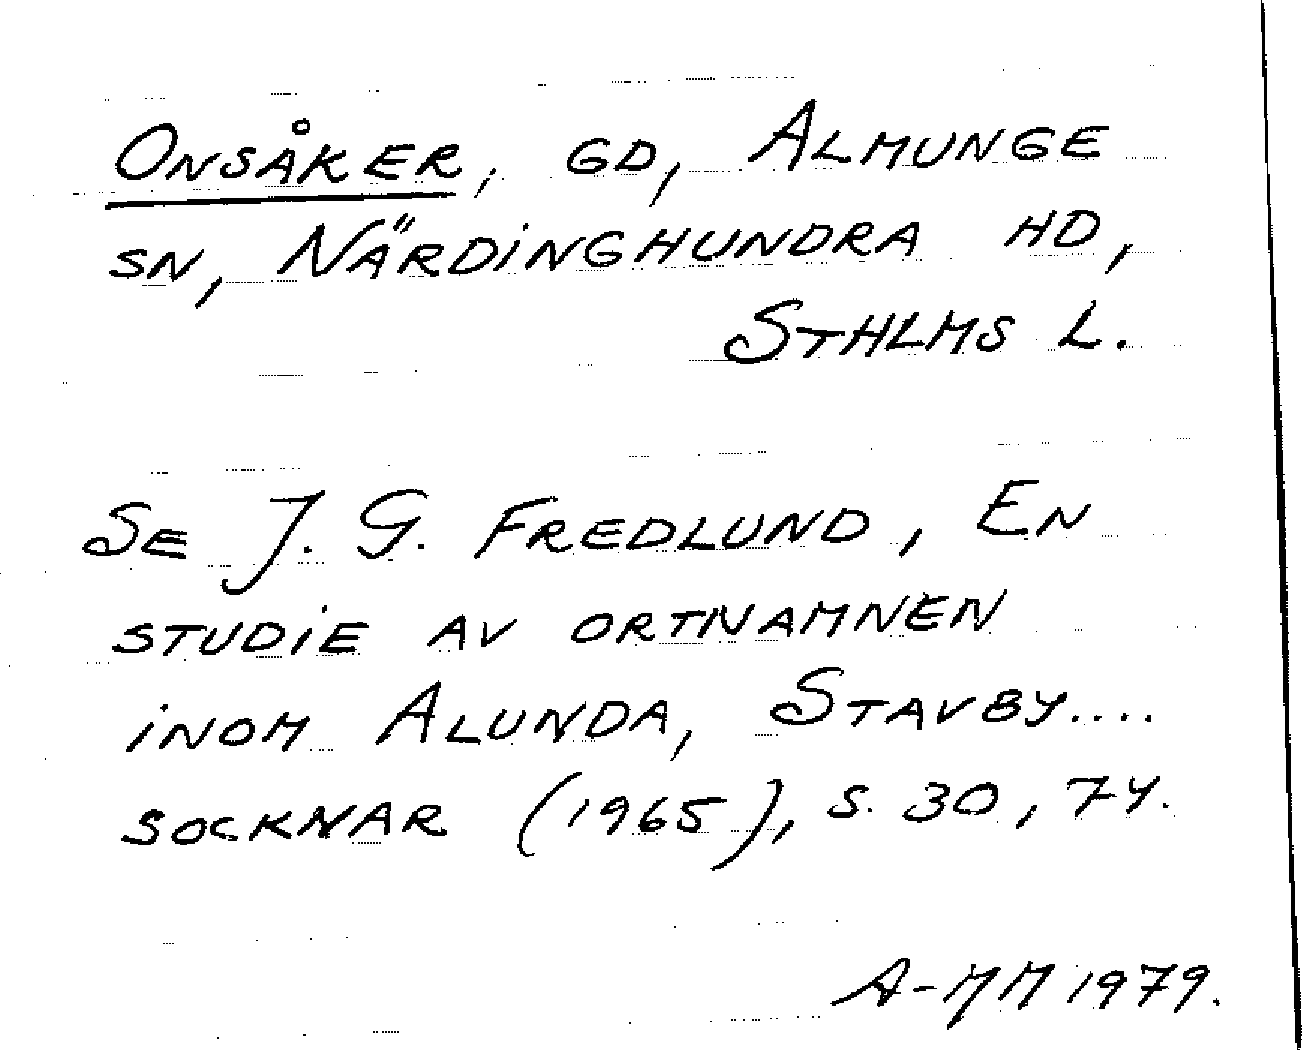 ONSÅKER, GD, ALMUNGE
SN, NÄRDINGHUNDRA HD,
STHLMS L.
SE J. G. FREDLUND, EN
STUDIE AV ORTNAMNEN
INOM ALUNDA, STAVBY....
SOCKNAR (1965), S. 30, 74.
A-MM 1979.